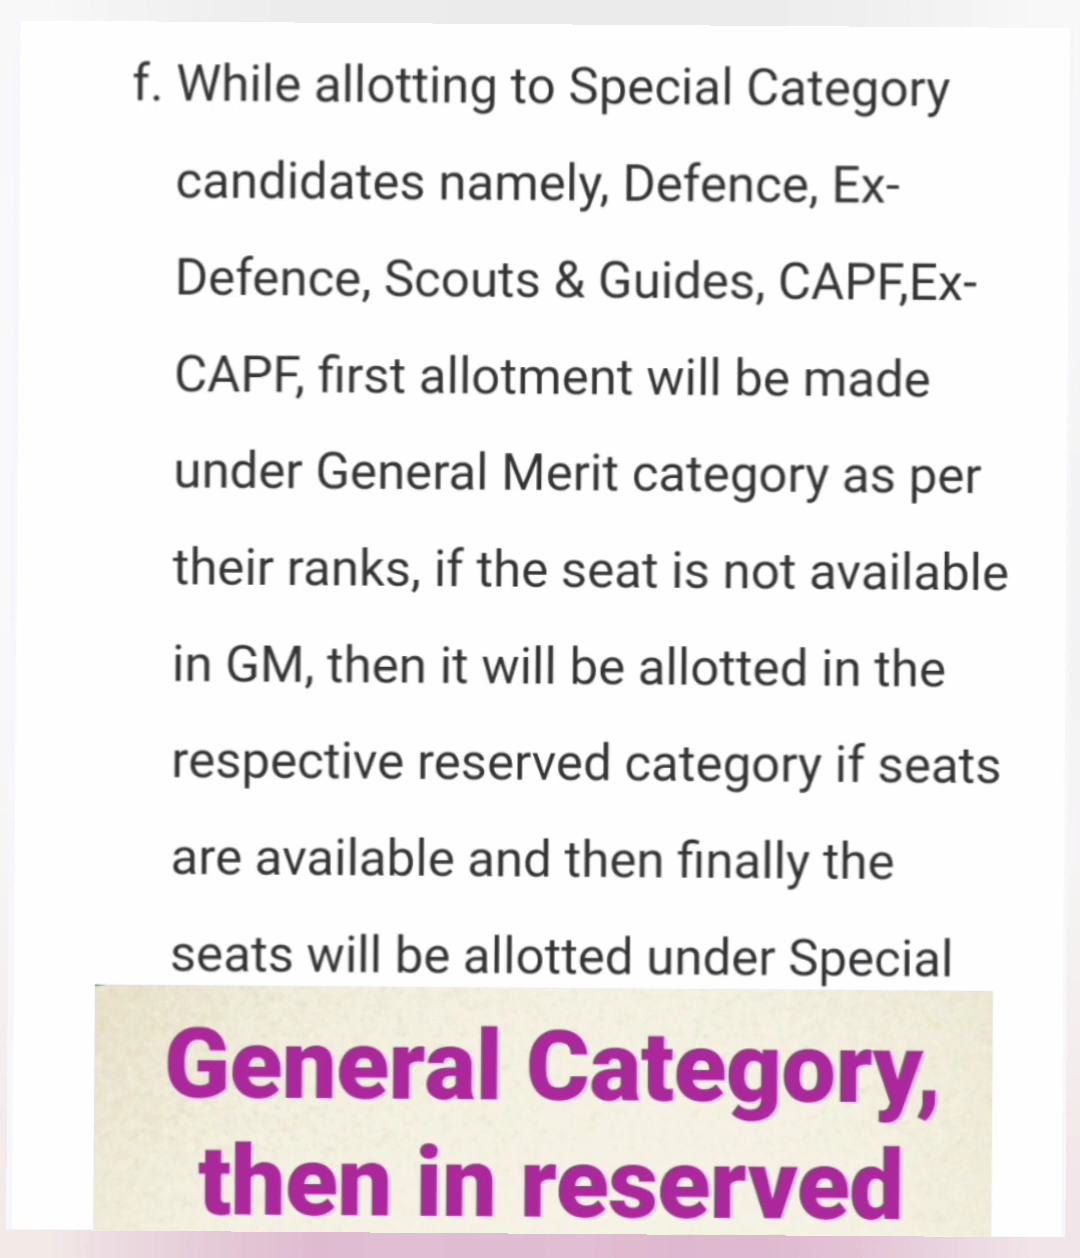 f. While allotting to Special Category
candidates namely, Defence, Ex-
Defence, Scouts & Guides, CAPF,Ex-
CAPF, first allotment will be made
under General Merit category as per
their ranks, if the seat is not available
in GM, then it will be allotted in the
respective reserved category if seats
are available and then finally the
seats will be allotted under Special
General Category,
then in reserved